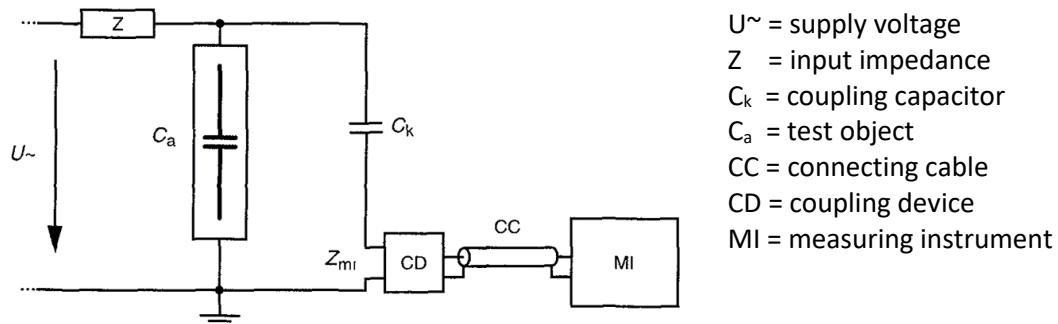 Z
U~
Cₐ
Cₖ
Zmi
CD
CC
MI
U~ = supply voltage
Z = input impedance
Cₖ = coupling capacitor
Cₐ = test object
CC = connecting cable
CD = coupling device
MI = measuring instrument